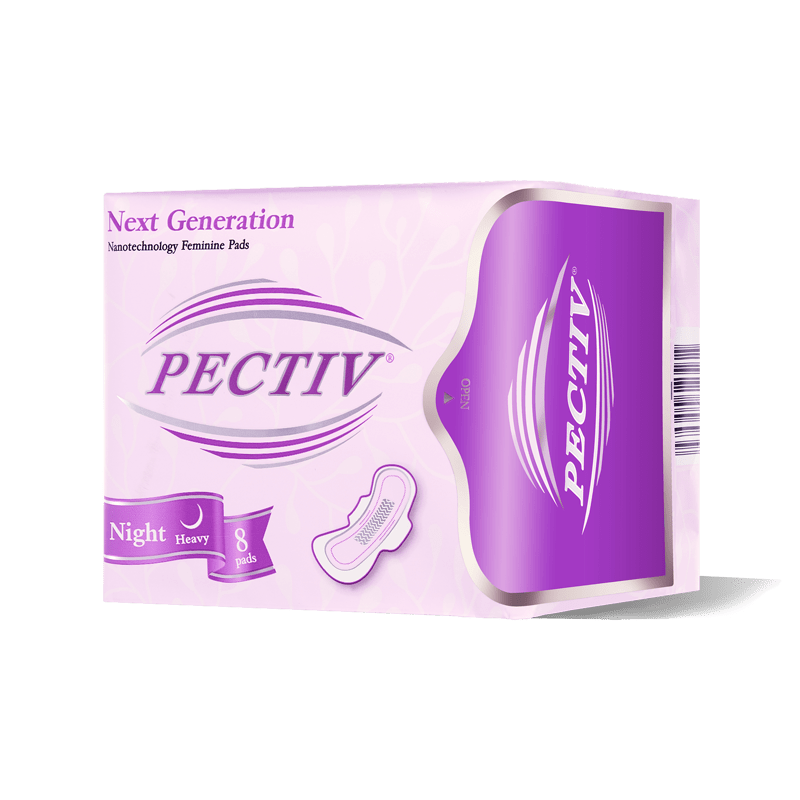 Next Generation
Nanotechnology Feminine Pads
PECTIV®
Night Heavy
8
pads
OPEN
PECTIV®